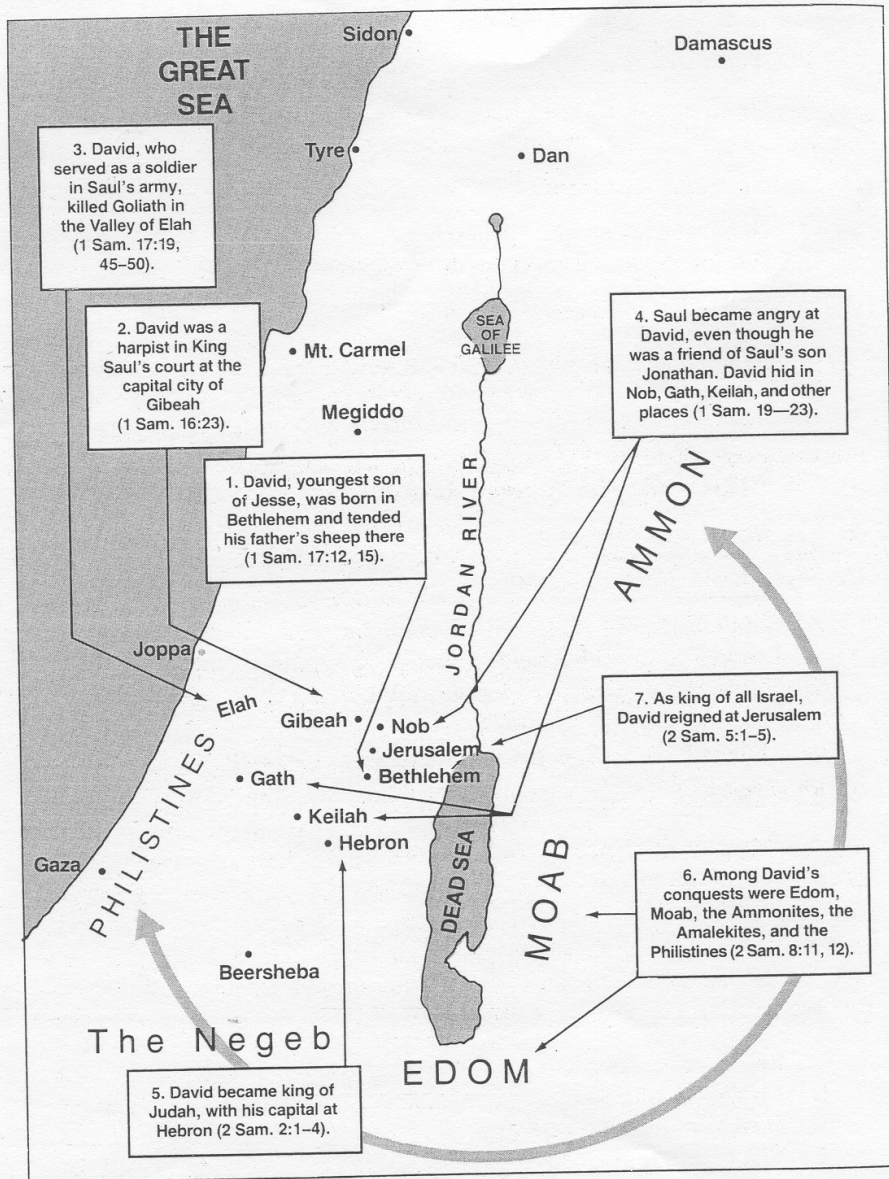 THE
GREAT
SEA
Sidon
Damascus
3. David, who
served as a soldier
in Saul's army,
killed Goliath in
the Valley of Elah
(1 Sam. 17:19,
45–50).
Tyre
Dan
2. David was a
harpist in King
Saul's court at the
capital city of
Gibeah
(1 Sam. 16:23).
Mt. Carmel
SEA
OF
GALILEE
4. Saul became angry at
David, even though he
was a friend of Saul's son
Jonathan. David hid in
Nob, Gath, Keilah, and other
places (1 Sam. 19—23).
Megiddo
1. David, youngest son
of Jesse, was born in
Bethlehem and tended
his father's sheep there
(1 Sam. 17:12, 15).
JORDAN RIVER
AMMON
Joppa
Elah
Gibeah
Nob
Jerusalem
Bethlehem
7. As king of all Israel,
David reigned at Jerusalem
(2 Sam. 5:1–5).
PHILISTINES
Gath
Keilah
Hebron
Gaza
DEAD SEA
MOAB
6. Among David's
conquests were Edom,
Moab, the Ammonites, the
Amalekites, and the
Philistines (2 Sam. 8:11, 12).
Beersheba
The Negeb
EDOM
5. David became king of
Judah, with his capital at
Hebron (2 Sam. 2:1–4).